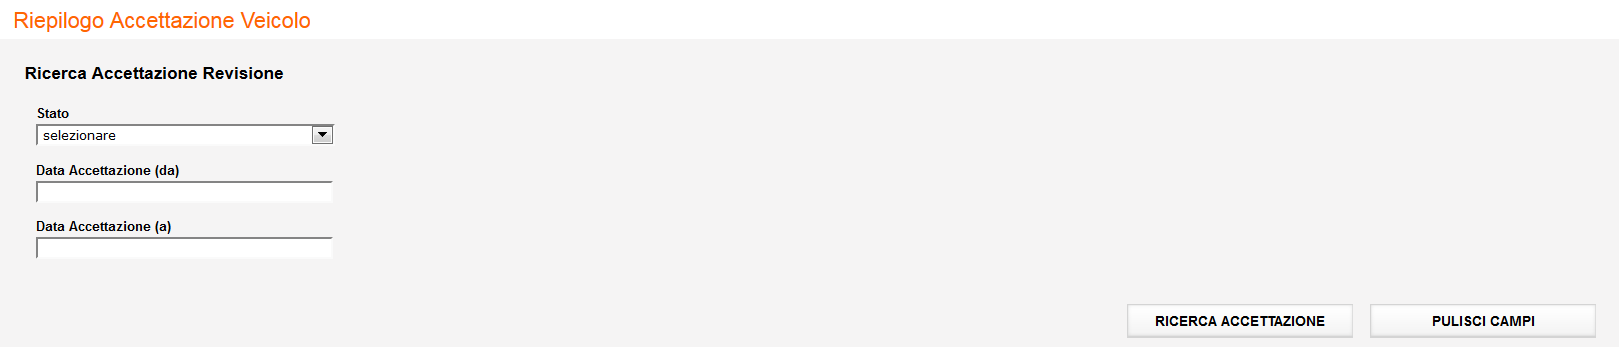 Riepilogo Accettazione Veicolo
Ricerca Accettazione Revisione
Stato
selezionare
Data Accettazione (da)
Data Accettazione (a)
RICERCA ACCETTAZIONE PULISCI CAMPI